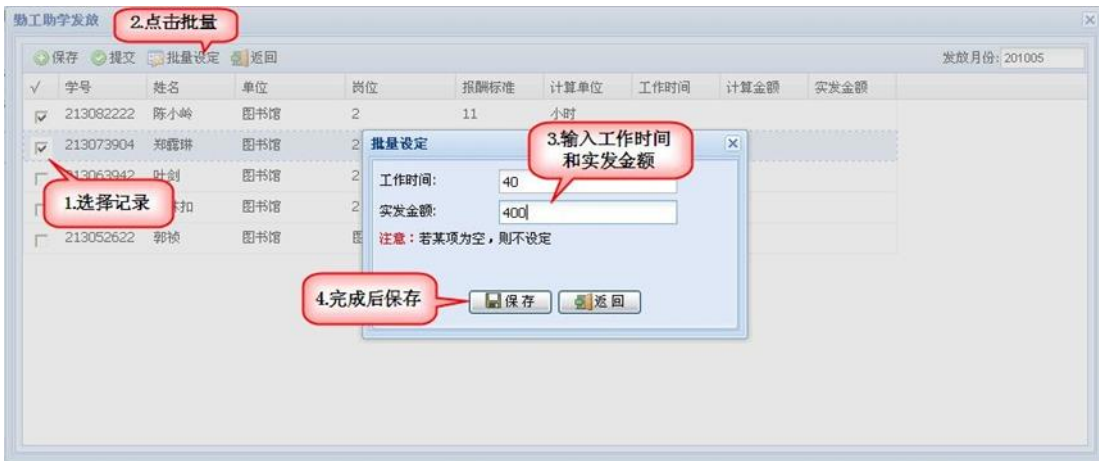 勤工助学发放
2.点击批量
保存 提交 批量设定 返回 发放月份: 201005
√ 学号 姓名 单位 岗位 报酬标准 计算单位 工作时间 计算金额 实发金额
213082222 陈小岭 图书馆 2 11 小时
213073904 郑霞琳 图书馆 2
213063942 叶剑 图书馆 2
扣 图书馆 2
213052622 郭祯 图书馆
1.选择记录
批量设定
3.输入工作时间
和实发金额
工作时间: 40
实发金额: 400
注意：若某项为空，则不设定
4.完成后保存
保存 返回